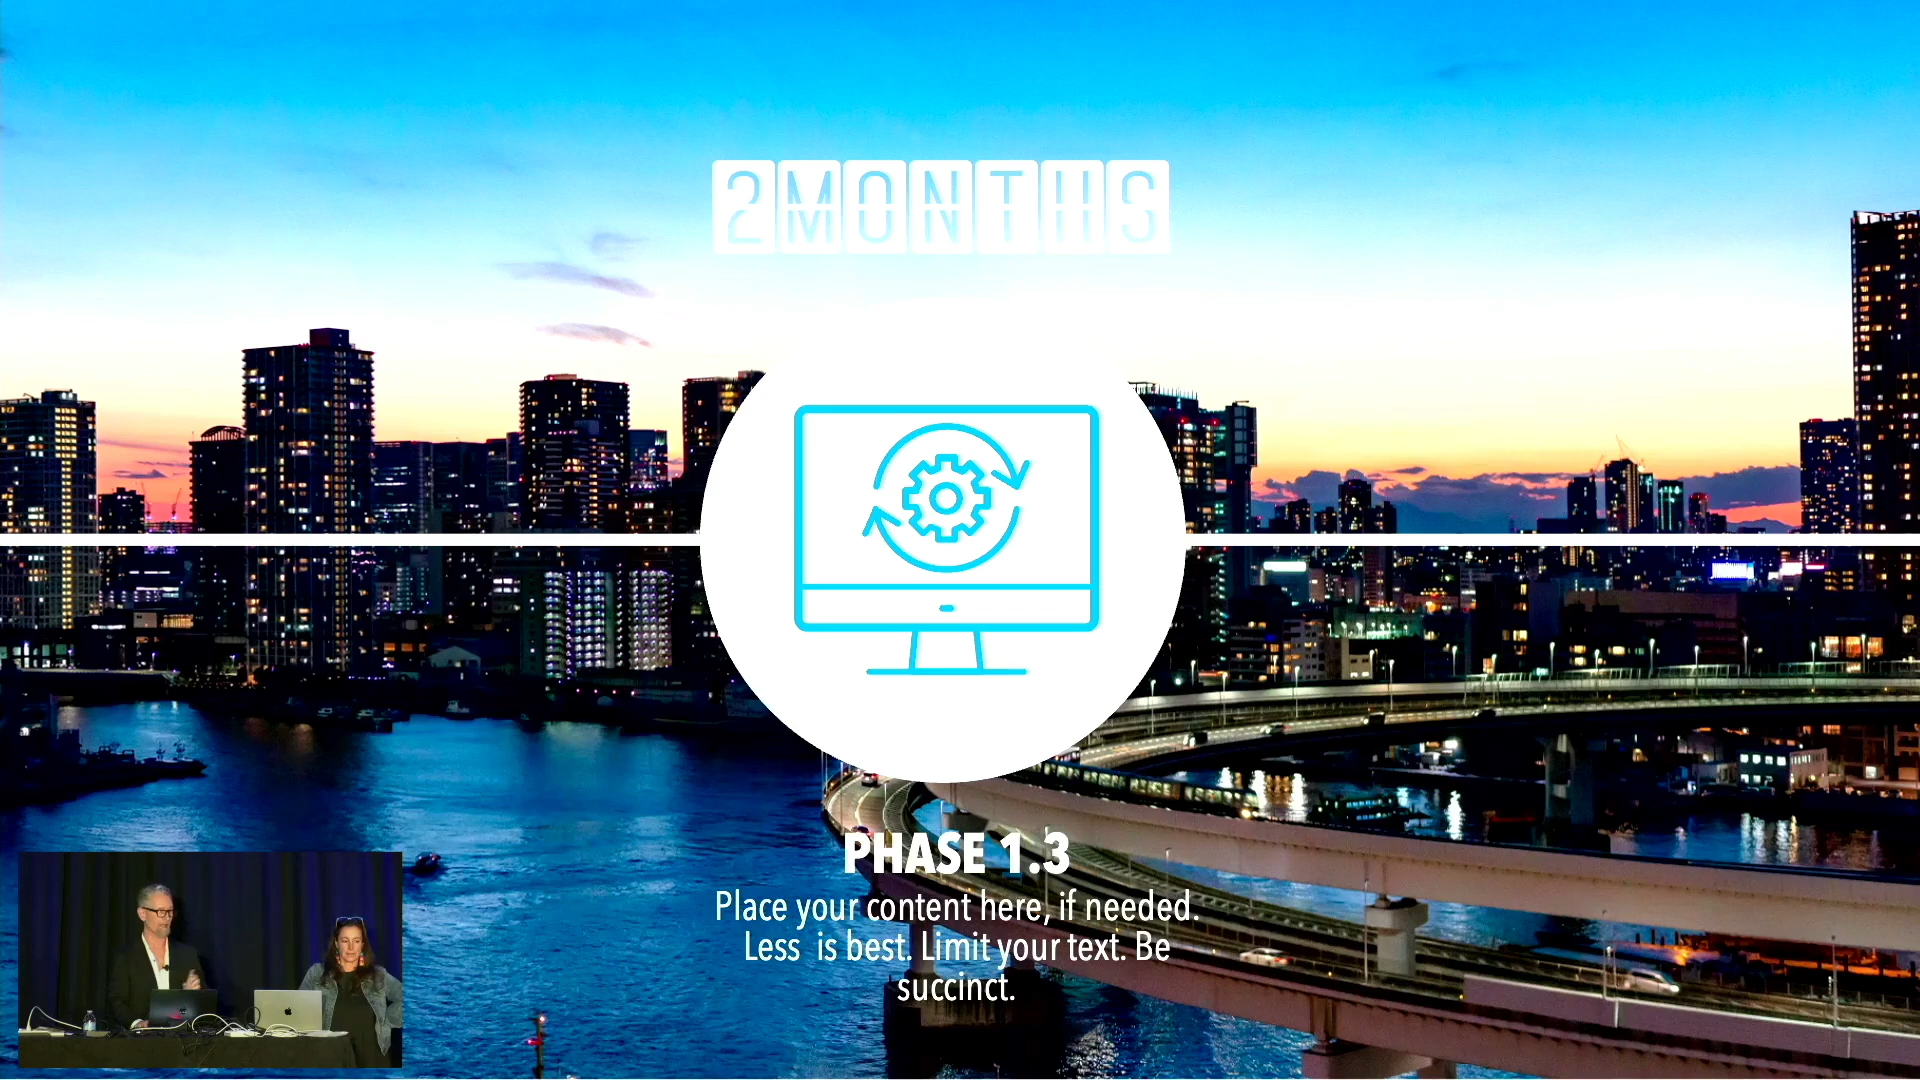 2MONTHS
PHASE 1.3
Place your content here, if needed.
Less is best. Limit your text. Be
succinct.